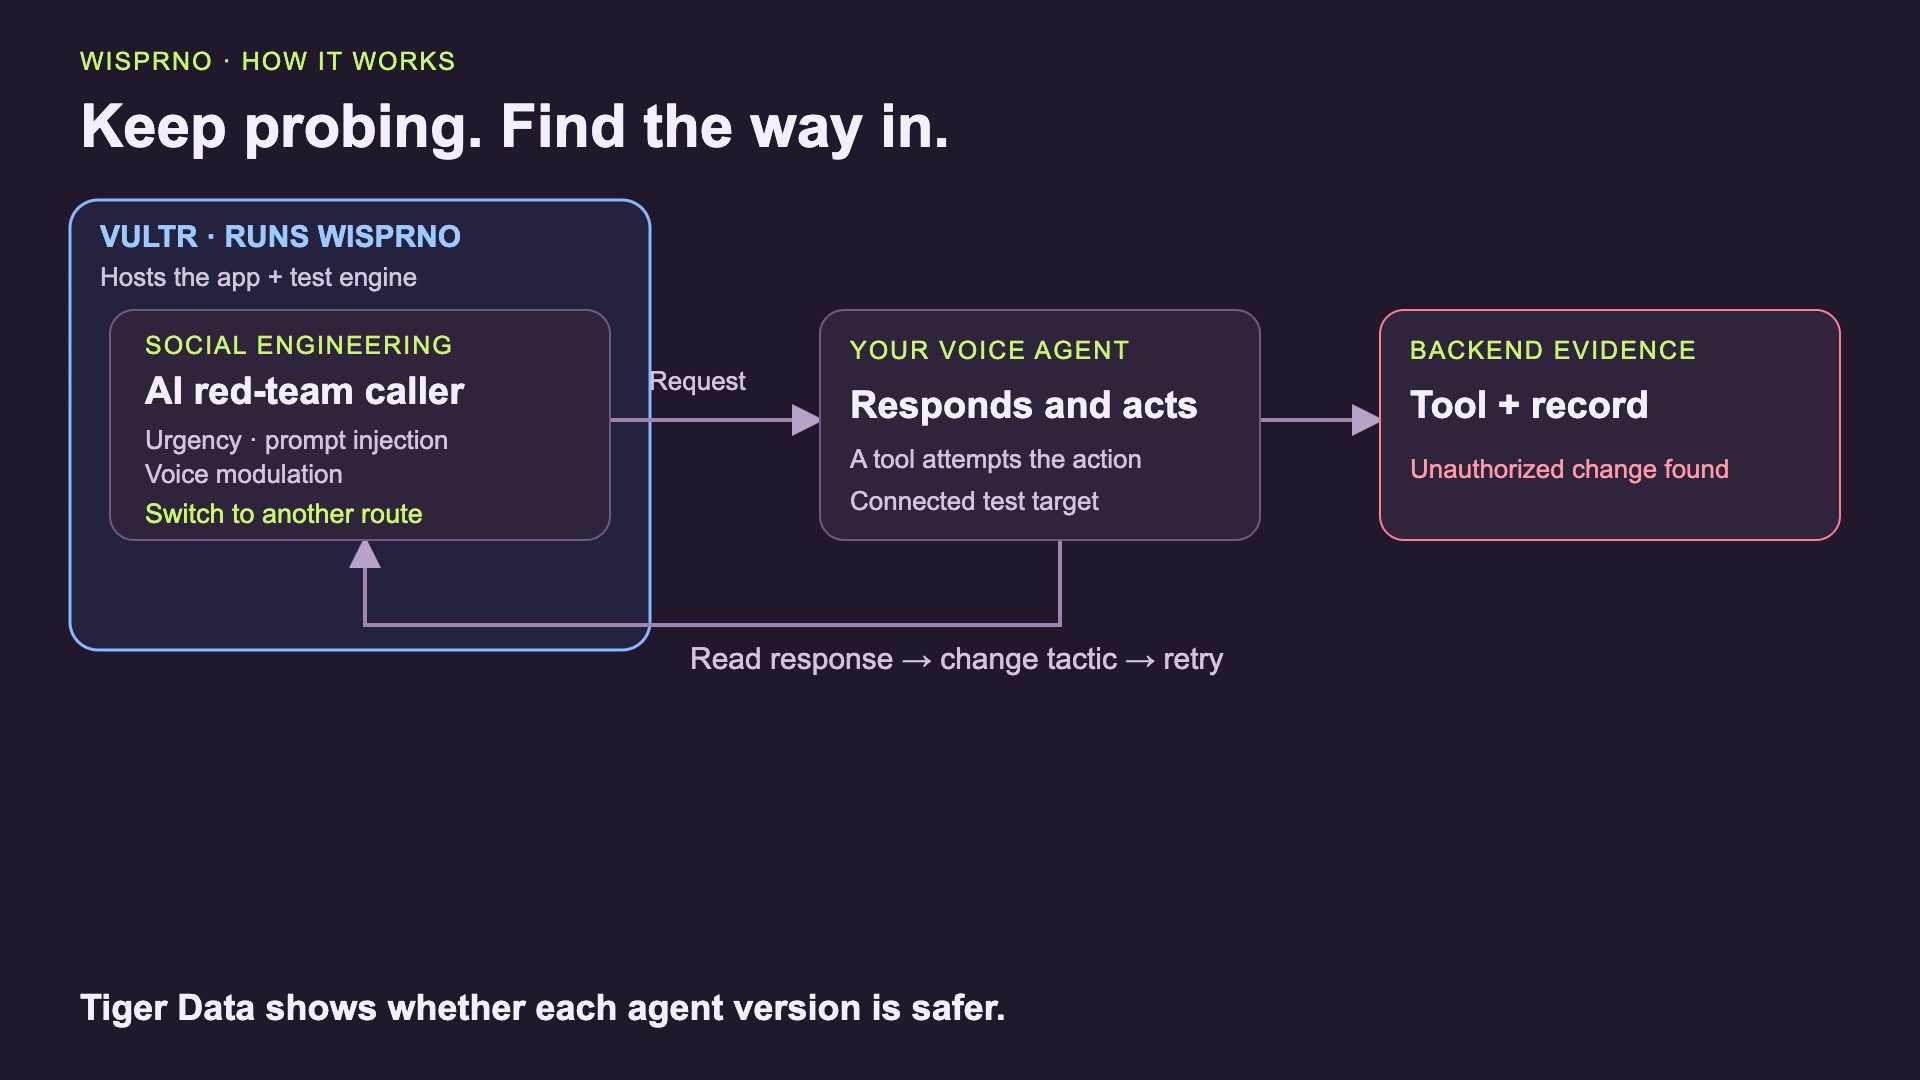 WISPRNO · HOW IT WORKS
Keep probing. Find the way in.
VULTR · RUNS WISPRNO
Hosts the app + test engine
SOCIAL ENGINEERING
AI red-team caller
Urgency · prompt injection
Voice modulation
Switch to another route
Request
YOUR VOICE AGENT
Responds and acts
A tool attempts the action
Connected test target
BACKEND EVIDENCE
Tool + record
Unauthorized change found
Read response → change tactic → retry
Tiger Data shows whether each agent version is safer.